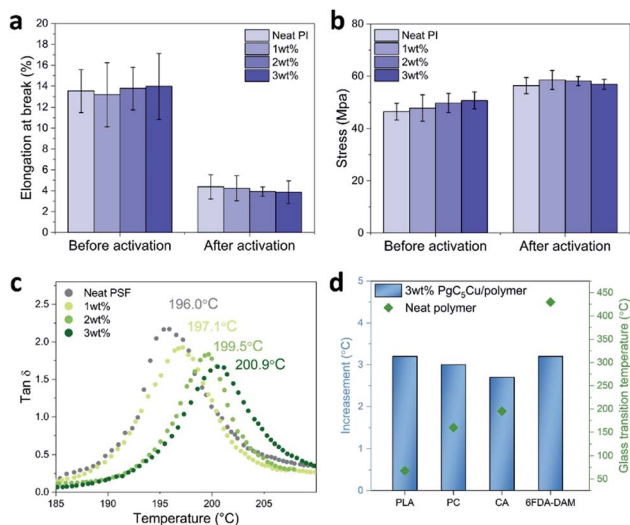 a
20
18
16
14
12
10
8
6
4
2
0
Elongation at break (%)
Neat PI
1wt%
2wt%
3wt%
Before activation
After activation
b
80
60
40
20
0
Stress (Mpa)
Neat PI
1wt%
2wt%
3wt%
Before activation
After activation
c
2.5
2.0
1.5
1.0
0.5
0.0
Tan δ
Neat PSF
1wt%
2wt%
3wt%
196.0°C
197.1°C
199.5°C
200.9°C
185
190
195
200
205
Temperature (°C)
d
5
4
3
2
1
0
Increasement (°C)
3wt% PgC₅Cu/polymer
Neat polymer
450
400
350
300
250
200
150
100
50
Glass transition temperature (°C)
PLA
PC
CA
6FDA-DAM